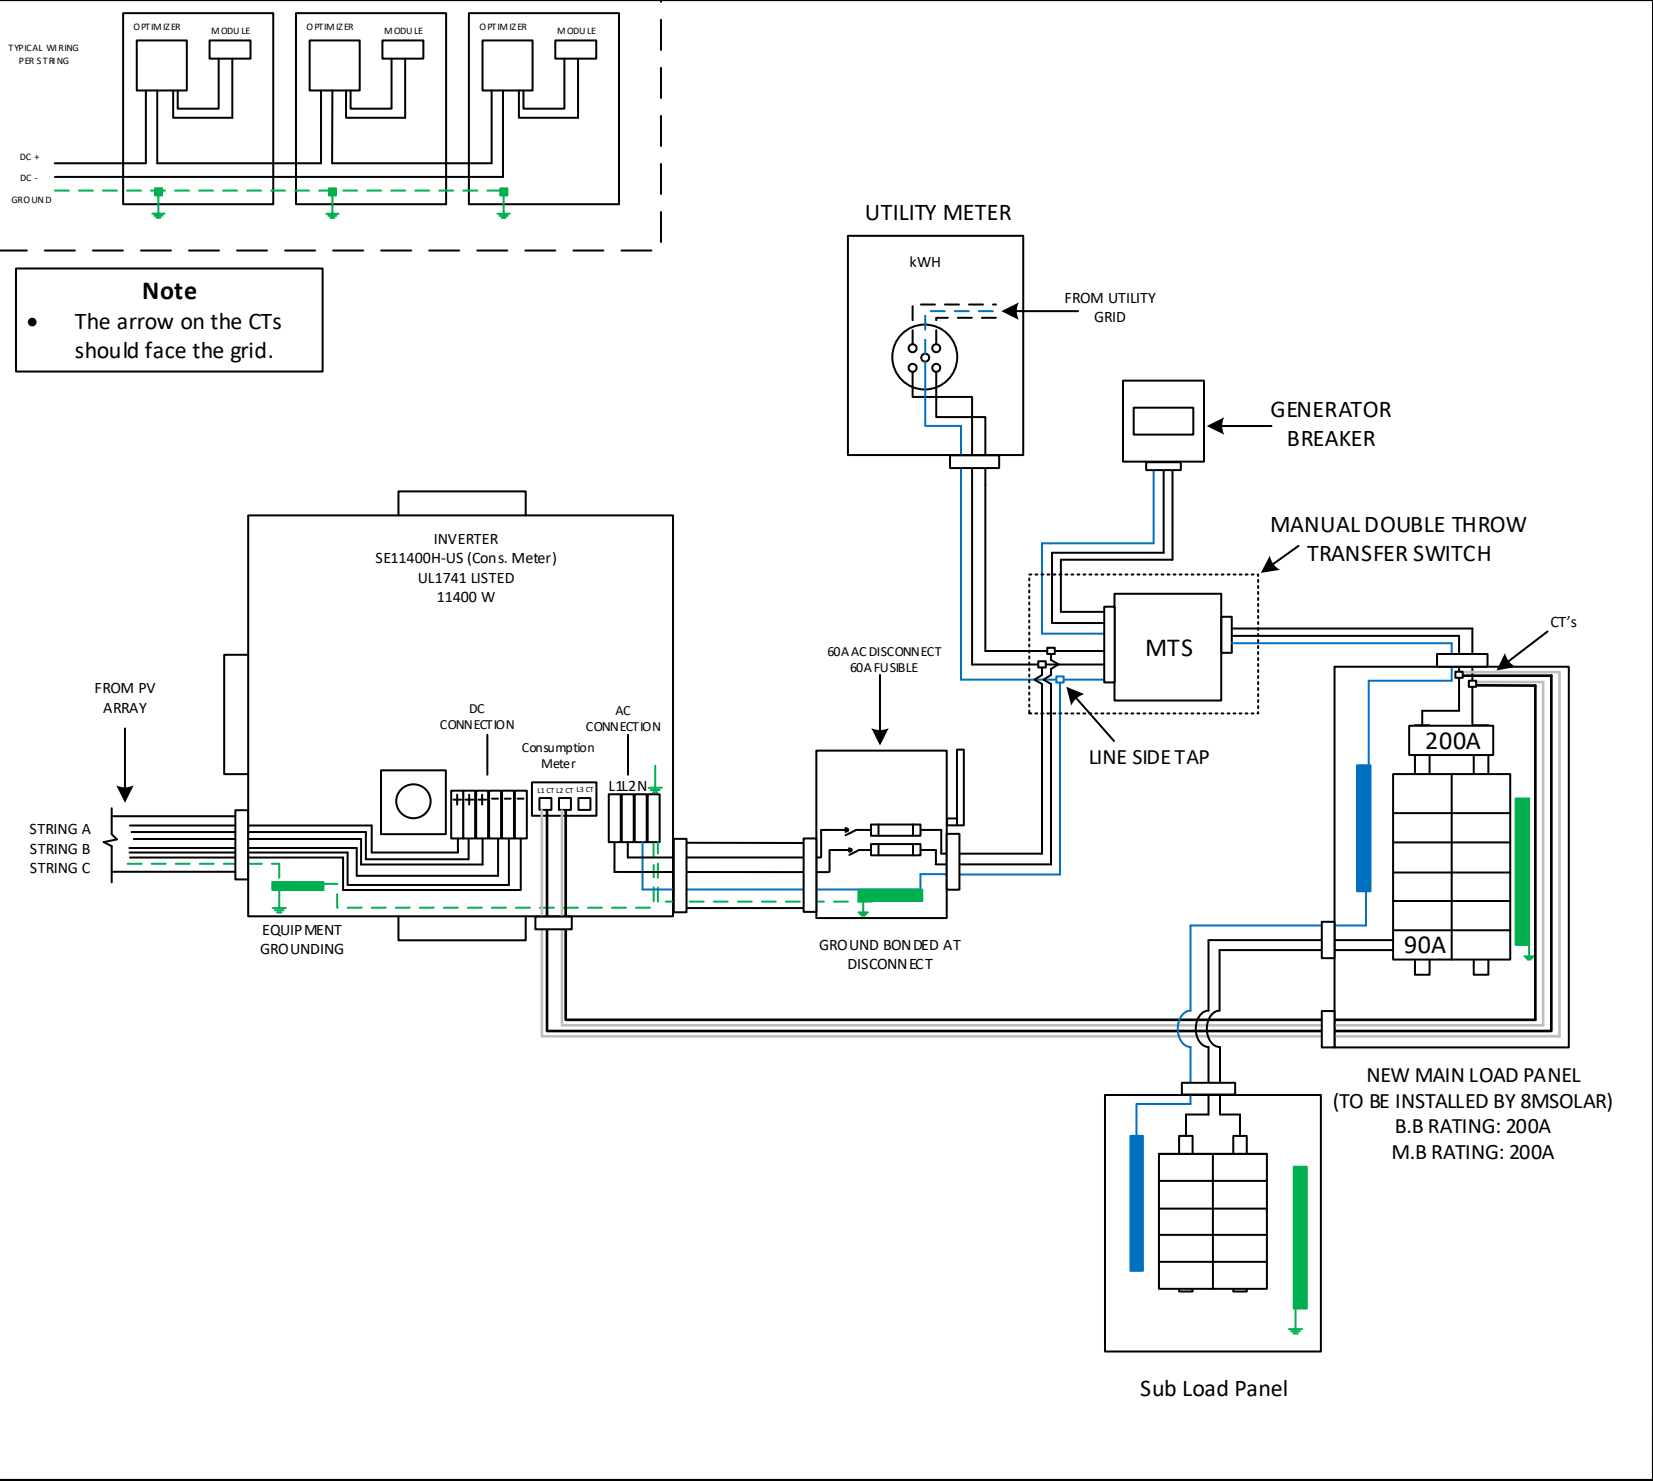 TYPICAL WIRING
PER STRING
OPTIMIZER
MODULE
OPTIMIZER
MODULE
OPTIMIZER
MODULE
DC +
DC -
GROUND
Note
• The arrow on the CTs
should face the grid.
UTILITY METER
kWH
FROM UTILITY
GRID
GENERATOR
BREAKER
MANUAL DOUBLE THROW
TRANSFER SWITCH
MTS
CT's
LINE SIDE TAP
INVERTER
SE11400H-US (Cons. Meter)
UL1741 LISTED
11400 W
60A AC DISCONNECT
60A FUSIBLE
FROM PV
ARRAY
DC
CONNECTION
Consumption
Meter
AC
CONNECTION
L1 CT L2 CT L3 CT
L1 L2 N
+ + + - - -
STRING A
STRING B
STRING C
EQUIPMENT
GROUNDING
GROUND BONDED AT
DISCONNECT
200A
90A
NEW MAIN LOAD PANEL
(TO BE INSTALLED BY 8MSOLAR)
B.B RATING: 200A
M.B RATING: 200A
Sub Load Panel